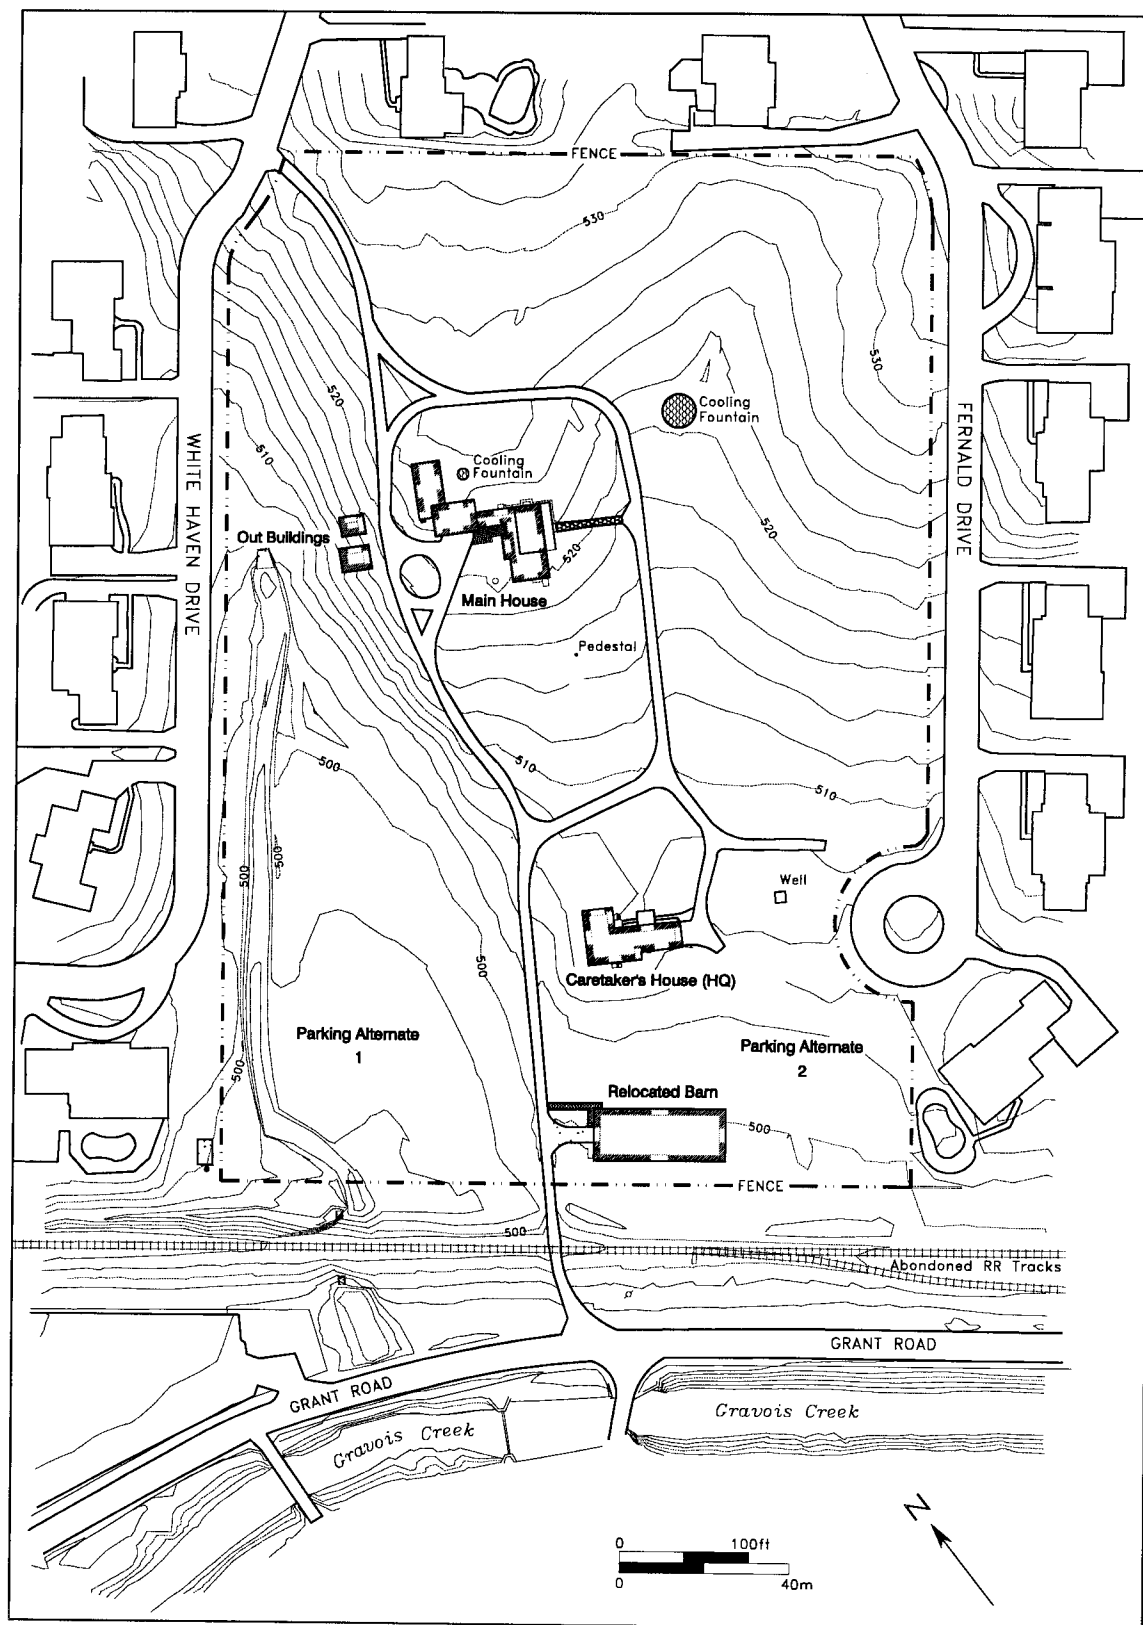 FENCE
530
530
520
Cooling
Fountain
510
Cooling
Fountain
WHITE HAVEN DRIVE
FERNALD DRIVE
Out Buildings
520
520
Main House
Pedestal
500
510
510
500
500
Well
500
Caretaker's House (HQ)
Parking Alternate
1
Parking Alternate
2
500
Relocated Barn
500
FENCE
500
Abondoned RR Tracks
GRANT ROAD
GRANT ROAD
Gravois Creek
Gravois Creek
N
0 100ft
0 40m